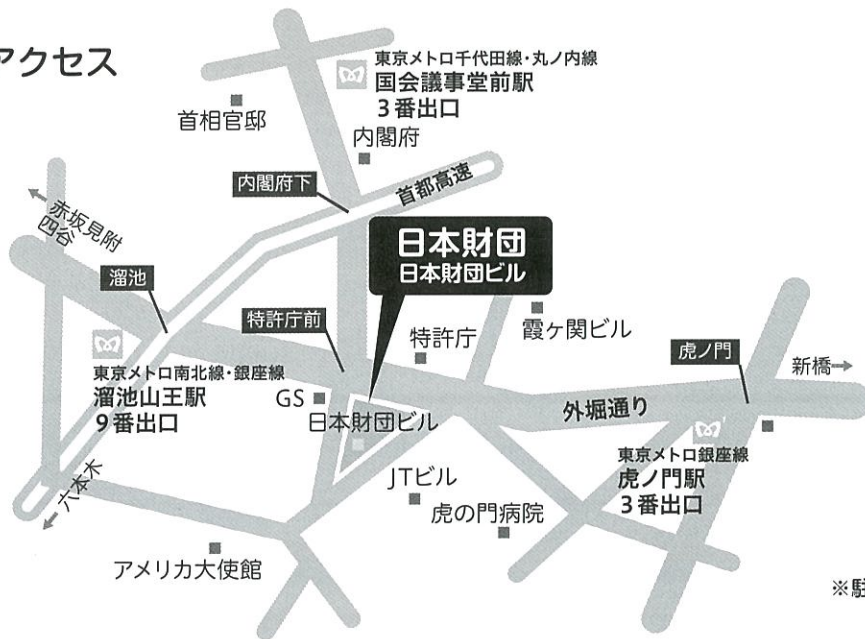 アクセス
東京メトロ千代田線・丸ノ内線
国会議事堂前駅
3番出口
首相官邸
内閣府
内閣府下
首都高速
赤坂見附
四谷
日本財団
日本財団ビル
溜池
特許庁前
特許庁
霞ヶ関ビル
虎ノ門
新橋
東京メトロ南北線・銀座線
溜池山王駅
9番出口
GS
日本財団ビル
外堀通り
東京メトロ銀座線
虎ノ門駅
3番出口
六本木
JTビル
虎の門病院
アメリカ大使館
※駐